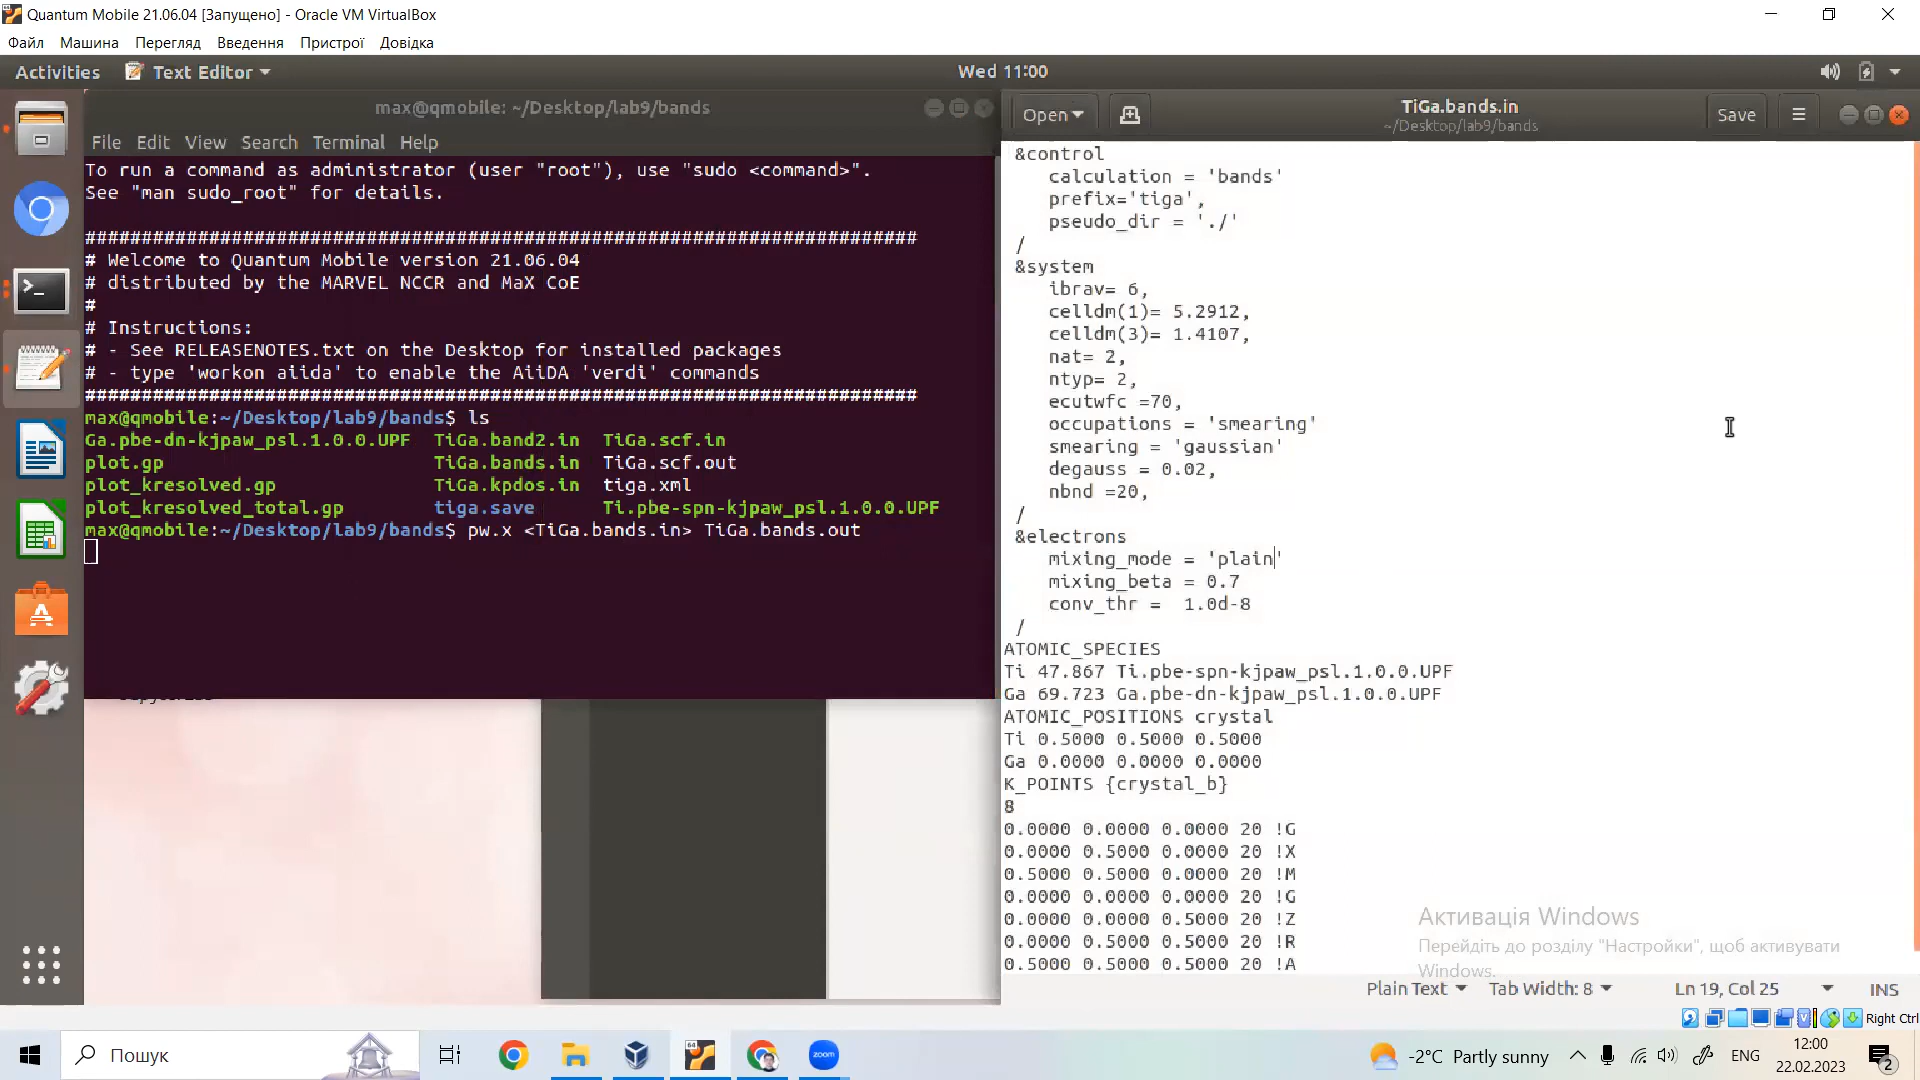 Quantum Mobile 21.06.04 [Запущено] - Oracle VM VirtualBox
Файл Машина Перегляд Введення Пристрої Довідка
Activities Text Editor Wed 11:00
max@qmobile: ~/Desktop/lab9/bands
File Edit View Search Terminal Help
To run a command as administrator (user "root"), use "sudo <command>".
See "man sudo_root" for details.
##########################################################################
# Welcome to Quantum Mobile version 21.06.04
# distributed by the MARVEL NCCR and MaX CoE
#
# Instructions:
# - See RELEASENOTES.txt on the Desktop for installed packages
# - type 'workon aiida' to enable the AiiDA 'verdi' commands
##########################################################################
max@qmobile:~/Desktop/lab9/bands$ ls
Ga.pbe-dn-kjpaw_psl.1.0.0.UPF TiGa.band2.in TiGa.scf.in
plot.gp TiGa.bands.in TiGa.scf.out
plot_kresolved.gp TiGa.kpdos.in tiga.xml
plot_kresolved_total.gp tiga.save Ti.pbe-spn-kjpaw_psl.1.0.0.UPF
max@qmobile:~/Desktop/lab9/bands$ pw.x <TiGa.bands.in> TiGa.bands.out
Open TiGa.bands.in Save
~/Desktop/lab9/bands
&control
calculation = 'bands'
prefix='tiga',
pseudo_dir = './'
/
&system
ibrav= 6,
celldm(1)= 5.2912,
celldm(3)= 1.4107,
nat= 2,
ntyp= 2,
ecutwfc =70,
occupations = 'smearing'
smearing = 'gaussian'
degauss = 0.02,
nbnd =20,
/
&electrons
mixing_mode = 'plain'
mixing_beta = 0.7
conv_thr = 1.0d-8
/
ATOMIC_SPECIES
Ti 47.867 Ti.pbe-spn-kjpaw_psl.1.0.0.UPF
Ga 69.723 Ga.pbe-dn-kjpaw_psl.1.0.0.UPF
ATOMIC_POSITIONS crystal
Ti 0.5000 0.5000 0.5000
Ga 0.0000 0.0000 0.0000
K_POINTS {crystal_b}
8
0.0000 0.0000 0.0000 20 !G
0.0000 0.5000 0.0000 20 !X
0.5000 0.5000 0.0000 20 !M
0.0000 0.0000 0.0000 20 !G
0.0000 0.0000 0.5000 20 !Z
0.0000 0.5000 0.5000 20 !R
0.5000 0.5000 0.5000 20 !A
Активація Windows
Перейдіть до розділу "Настройки", щоб активувати
Windows.
Plain Text Tab Width: 8 Ln 19, Col 25 INS
Right Ctrl
Пошук
zoom
-2°C Partly sunny
ENG
12:00
22.02.2023
2